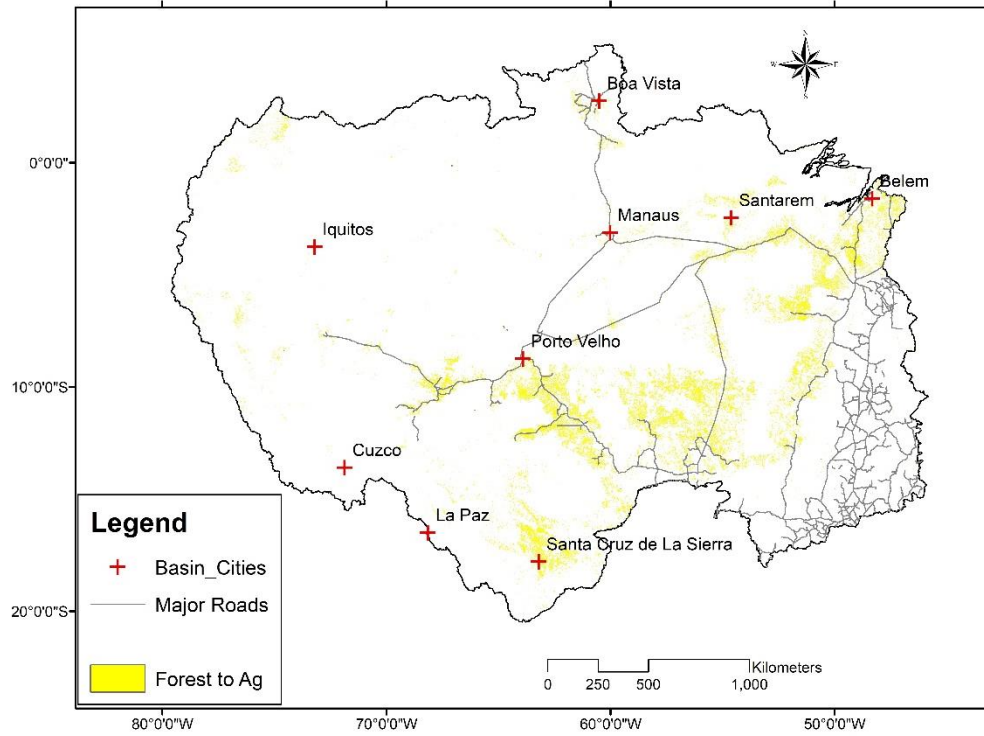 N
W
E
S
Boa Vista
0°0'0"
Belem
Santarem
Manaus
Iquitos
Porto Velho
10°0'0"S
Cuzco
La Paz
Santa Cruz de La Sierra
Legend
Basin_Cities
Major Roads
Forest to Ag
20°0'0"S
Kilometers
0 250 500 1,000
80°0'0"W 70°0'0"W 60°0'0"W 50°0'0"W